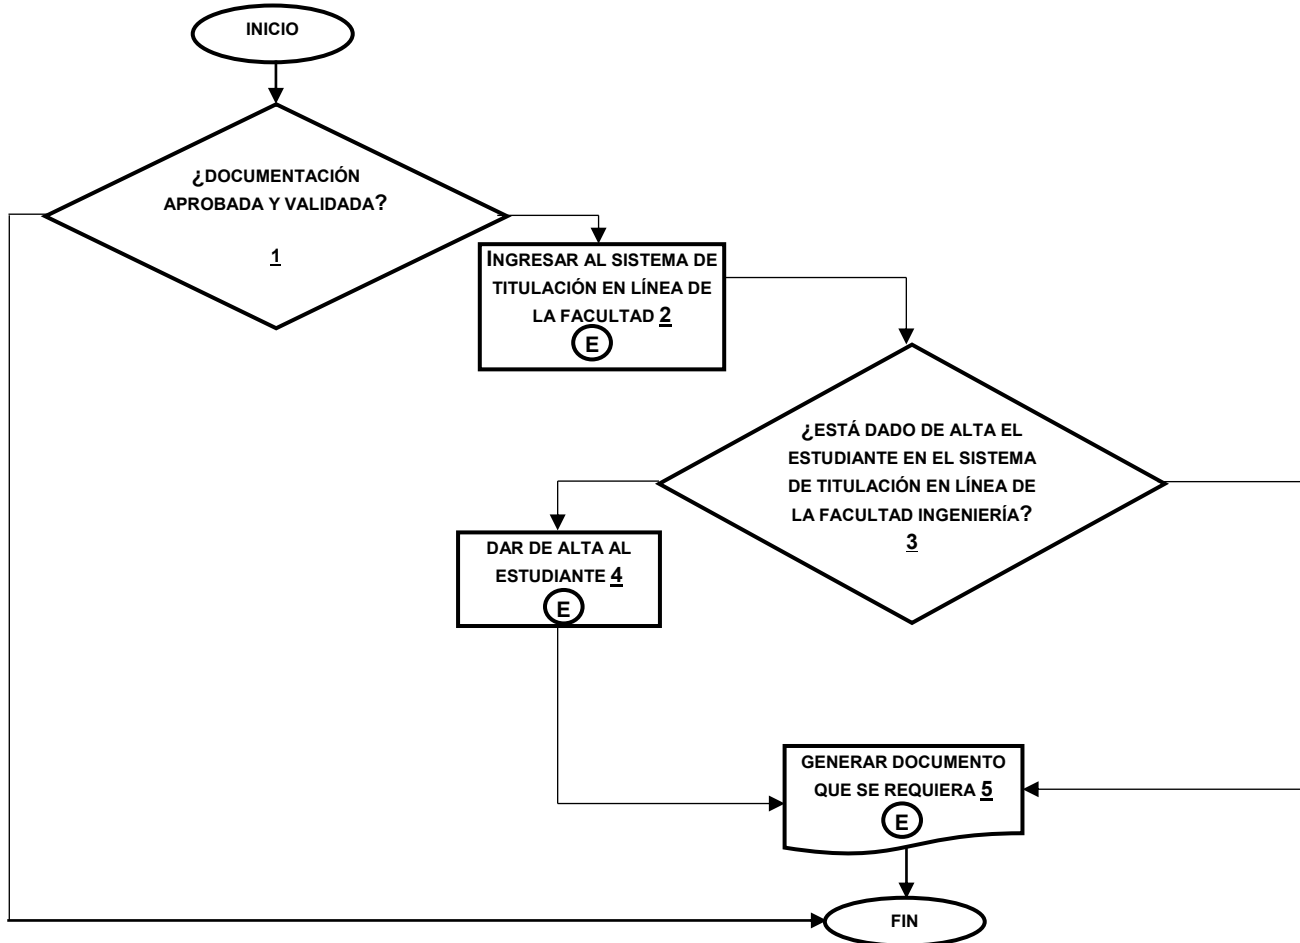 INICIO
¿DOCUMENTACIÓN
APROBADA Y VALIDADA?
1
INGRESAR AL SISTEMA DE
TITULACIÓN EN LÍNEA DE
LA FACULTAD 2
E
¿ESTÁ DADO DE ALTA EL
ESTUDIANTE EN EL SISTEMA
DE TITULACIÓN EN LÍNEA DE
LA FACULTAD INGENIERÍA?
3
DAR DE ALTA AL
ESTUDIANTE 4
E
GENERAR DOCUMENTO
QUE SE REQUIERA 5
E
FIN